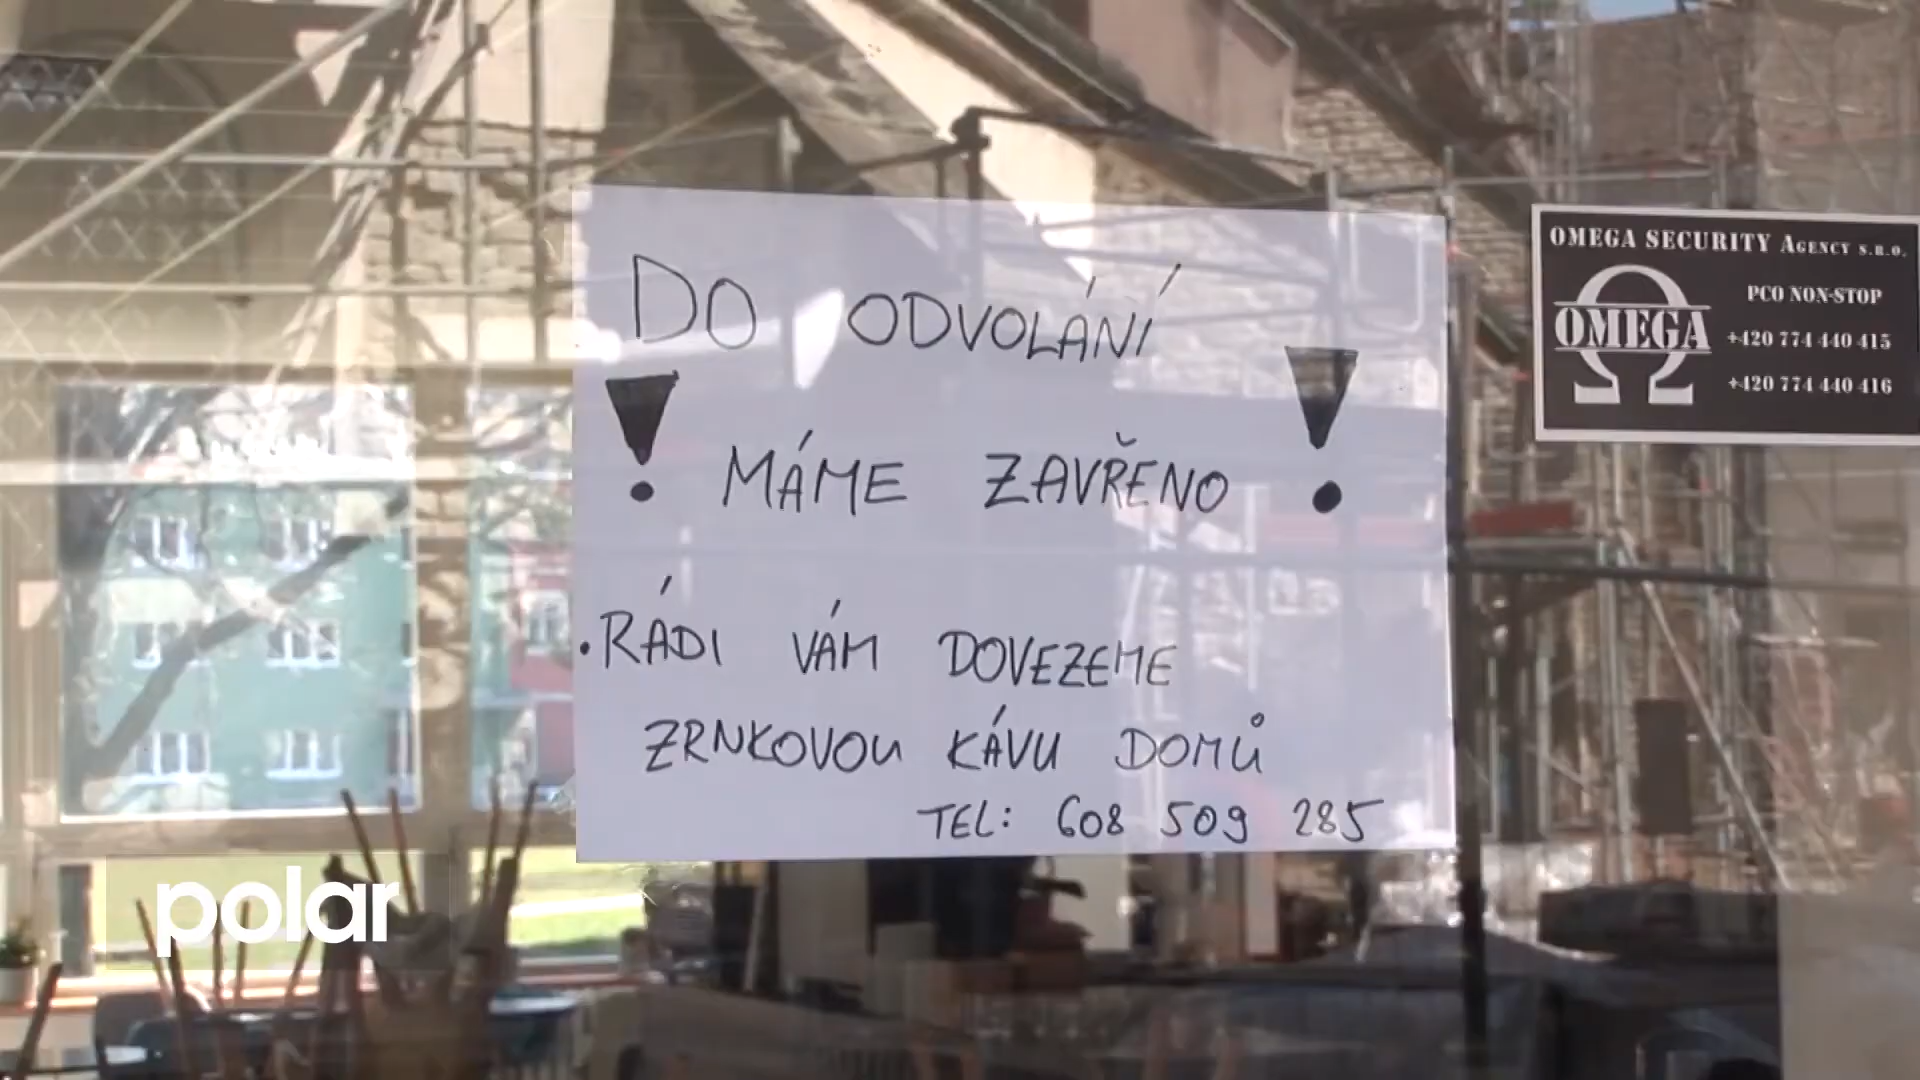 DO ODVOLÁNÍ
! MÁME ZAVŘENO !
• RÁDI VÁM DOVEZEME
ZRNKOVOU KÁVU DOMŮ
TEL: 608 509 285
OMEGA SECURITY AGENCY S.R.O.
PCO NON-STOP
OMEGA
+420 774 440 415
+420 774 440 416
polar